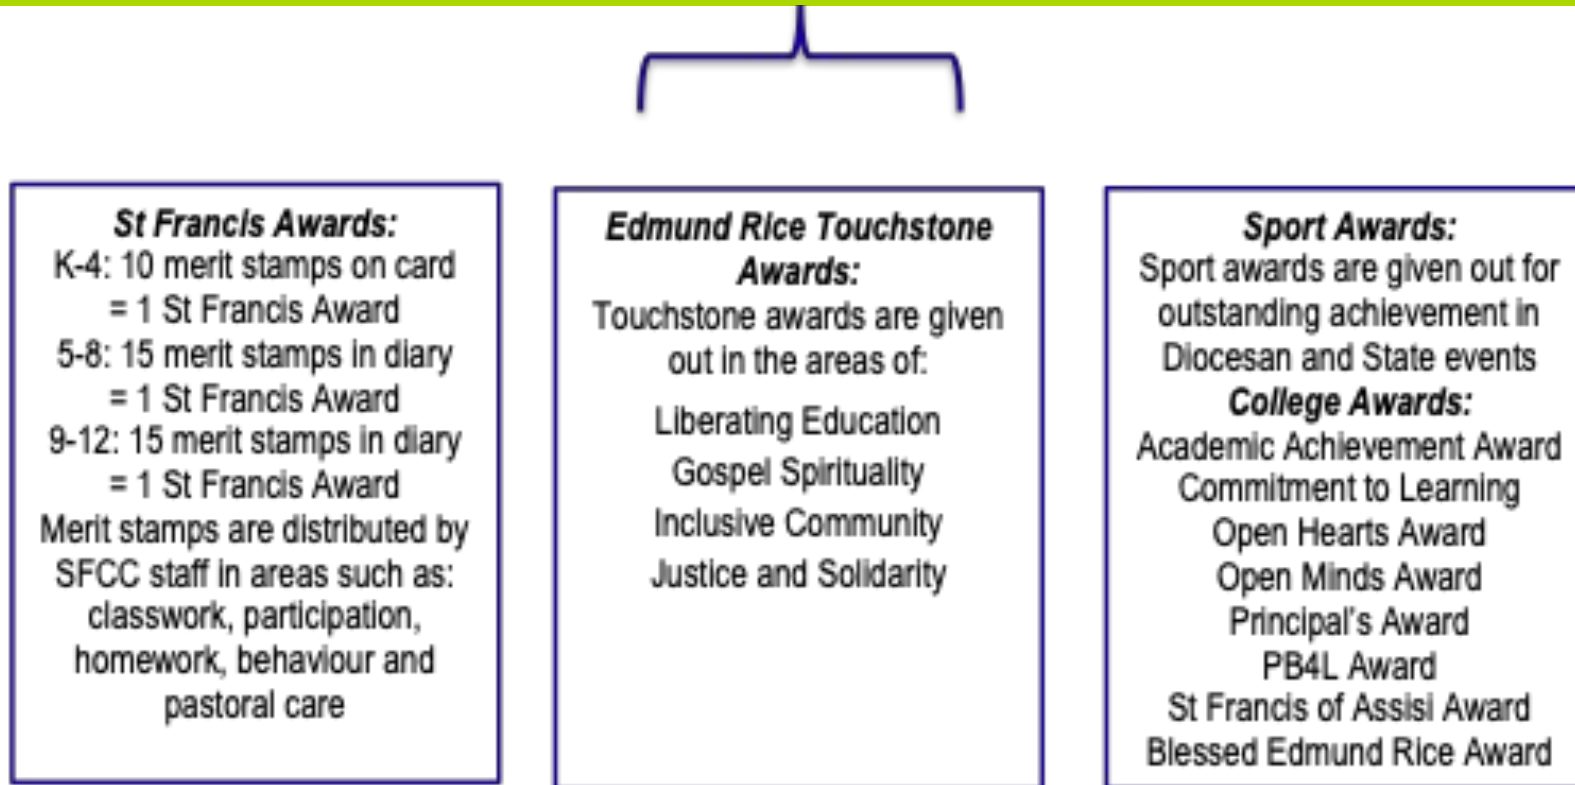 St Francis Awards:
K-4: 10 merit stamps on card
= 1 St Francis Award
5-8: 15 merit stamps in diary
= 1 St Francis Award
9-12: 15 merit stamps in diary
= 1 St Francis Award
Merit stamps are distributed by
SFCC staff in areas such as:
classwork, participation,
homework, behaviour and
pastoral care
Edmund Rice Touchstone
Awards:
Touchstone awards are given
out in the areas of:
Liberating Education
Gospel Spirituality
Inclusive Community
Justice and Solidarity
Sport Awards:
Sport awards are given out for
outstanding achievement in
Diocesan and State events
College Awards:
Academic Achievement Award
Commitment to Learning
Open Hearts Award
Open Minds Award
Principal's Award
PB4L Award
St Francis of Assisi Award
Blessed Edmund Rice Award